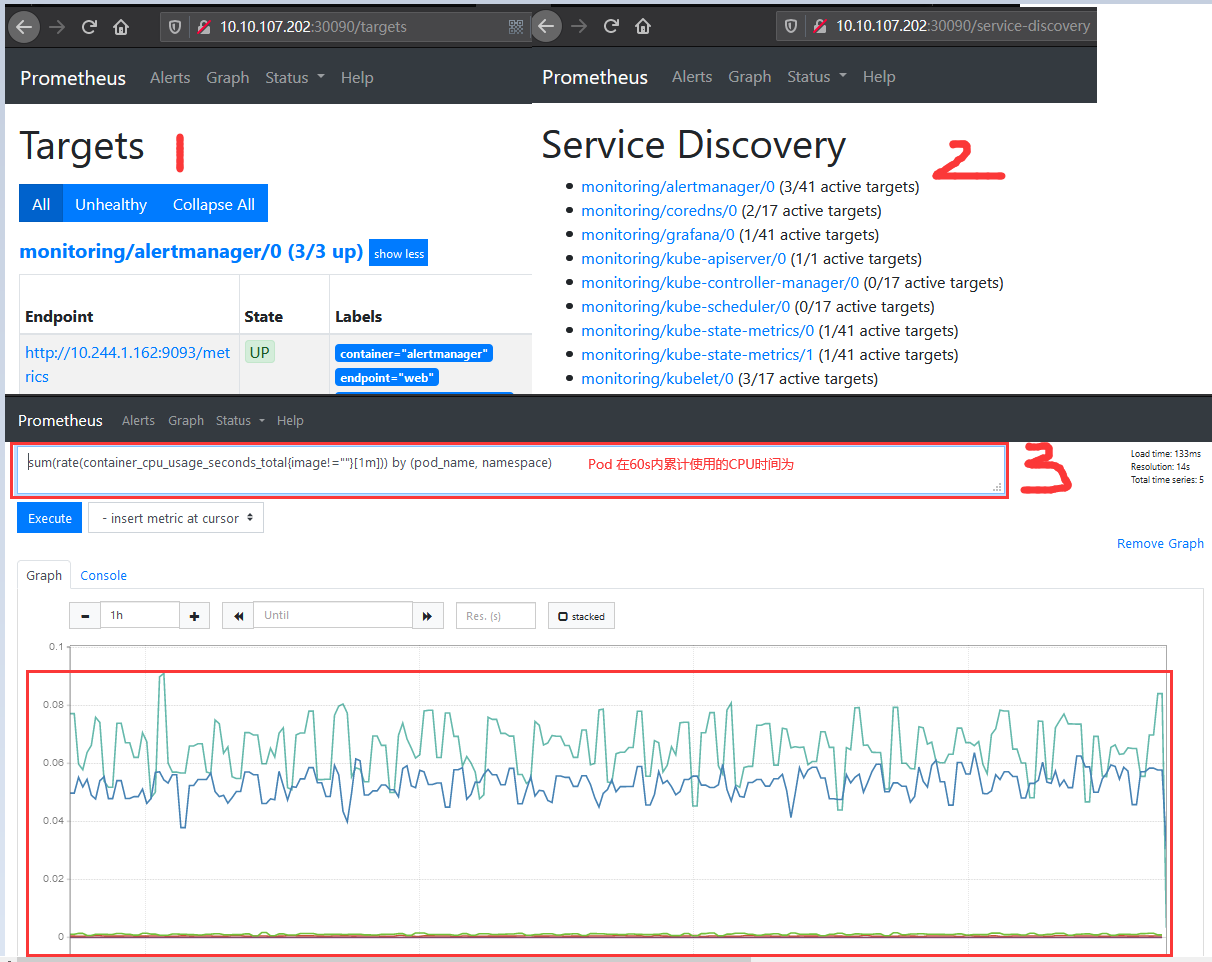 10.10.107.202:30090/targets
Prometheus Alerts Graph Status Help
Targets 1
All Unhealthy Collapse All
monitoring/alertmanager/0 (3/3 up) show less
Endpoint State Labels
http://10.244.1.162:9093/met
rics
UP
container="alertmanager"
endpoint="web"
10.10.107.202:30090/service-discovery
Prometheus Alerts Graph Status Help
Service Discovery 2
monitoring/alertmanager/0 (3/41 active targets)
monitoring/coredns/0 (2/17 active targets)
monitoring/grafana/0 (1/41 active targets)
monitoring/kube-apiserver/0 (1/1 active targets)
monitoring/kube-controller-manager/0 (0/17 active targets)
monitoring/kube-scheduler/0 (0/17 active targets)
monitoring/kube-state-metrics/0 (1/41 active targets)
monitoring/kube-state-metrics/1 (1/41 active targets)
monitoring/kubelet/0 (3/17 active targets)
Prometheus Alerts Graph Status Help
sum(rate(container_cpu_usage_seconds_total{image!=""}[1m])) by (pod_name, namespace) Pod 在60s内累计使用的CPU时间为
3
Load time: 133ms
Resolution: 14s
Total time series: 5
Execute - insert metric at cursor
Remove Graph
Graph Console
1h Until Res. (s) stacked
0.1
0.08
0.06
0.04
0.02
0